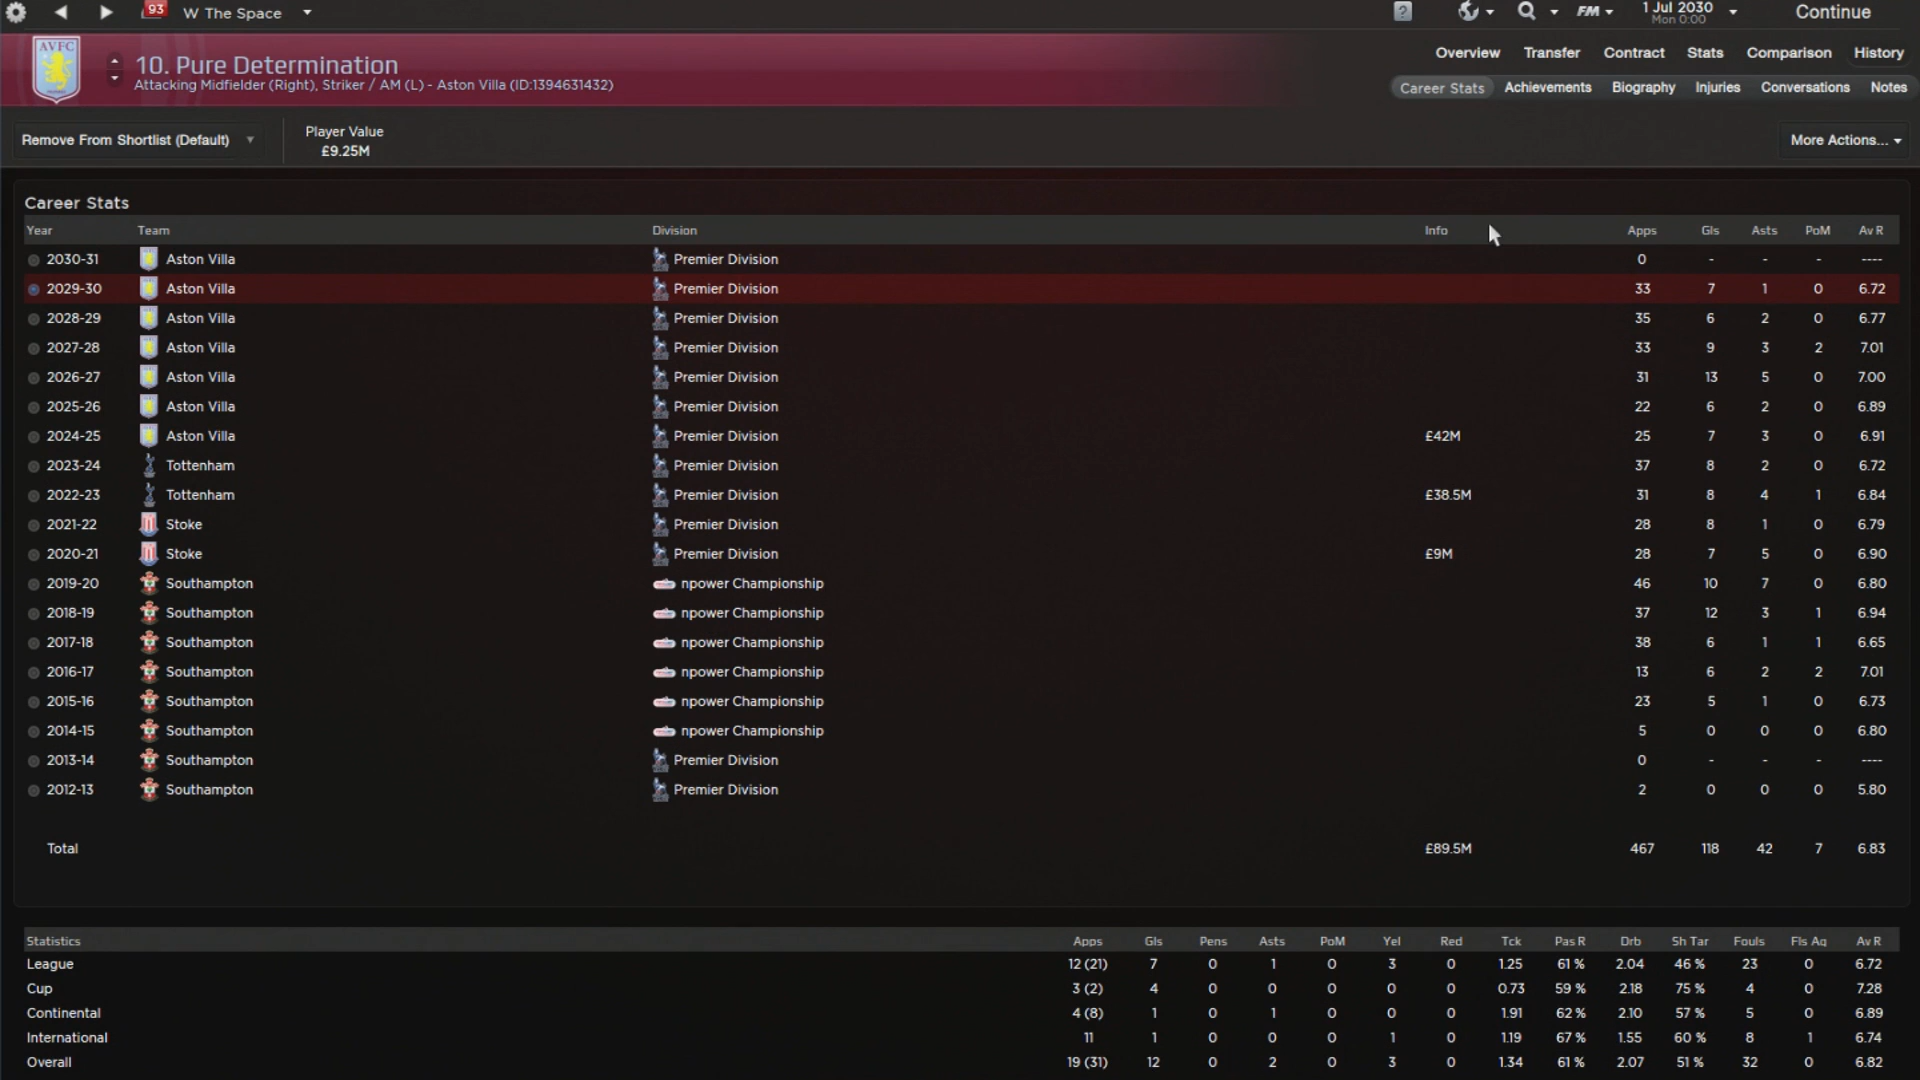 93 W The Space ? FM 1 Jul 2030 Mon 0:00 Continue
AVFC 10. Pure Determination
Attacking Midfielder (Right), Striker / AM (L) - Aston Villa (ID:1394631432)
Overview Transfer Contract Stats Comparison History
Career Stats Achievements Biography Injuries Conversations Notes
Remove From Shortlist (Default) Player Value £9.25M More Actions...
Career Stats
Year Team Division Info Apps Gls Asts PoM Av R
2030-31 Aston Villa Premier Division 0 - - - ----
2029-30 Aston Villa Premier Division 33 7 1 0 6.72
2028-29 Aston Villa Premier Division 35 6 2 0 6.77
2027-28 Aston Villa Premier Division 33 9 3 2 7.01
2026-27 Aston Villa Premier Division 31 13 5 0 7.00
2025-26 Aston Villa Premier Division 22 6 2 0 6.89
2024-25 Aston Villa Premier Division £42M 25 7 3 0 6.91
2023-24 Tottenham Premier Division 37 8 2 0 6.72
2022-23 Tottenham Premier Division £38.5M 31 8 4 1 6.84
2021-22 Stoke Premier Division 28 8 1 0 6.79
2020-21 Stoke Premier Division £9M 28 7 5 0 6.90
2019-20 Southampton npower Championship 46 10 7 0 6.80
2018-19 Southampton npower Championship 37 12 3 1 6.94
2017-18 Southampton npower Championship 38 6 1 1 6.65
2016-17 Southampton npower Championship 13 6 2 2 7.01
2015-16 Southampton npower Championship 23 5 1 0 6.73
2014-15 Southampton npower Championship 5 0 0 0 6.80
2013-14 Southampton Premier Division 0 - - - ----
2012-13 Southampton Premier Division 2 0 0 0 5.80
Total £89.5M 467 118 42 7 6.83
Statistics Apps Gls Pens Asts PoM Yel Red Tck Pas R Drb Sh Tar Fouls Fls Ag Av R
League 12 (21) 7 0 1 0 3 0 1.25 61 % 2.04 46 % 23 0 6.72
Cup 3 (2) 4 0 0 0 0 0 0.73 59 % 2.18 75 % 4 0 7.28
Continental 4 (8) 1 0 1 0 0 0 1.91 62 % 2.10 57 % 5 0 6.89
International 11 1 0 0 0 1 0 1.19 67 % 1.55 60 % 8 1 6.74
Overall 19 (31) 12 0 2 0 3 0 1.34 61 % 2.07 51 % 32 0 6.82